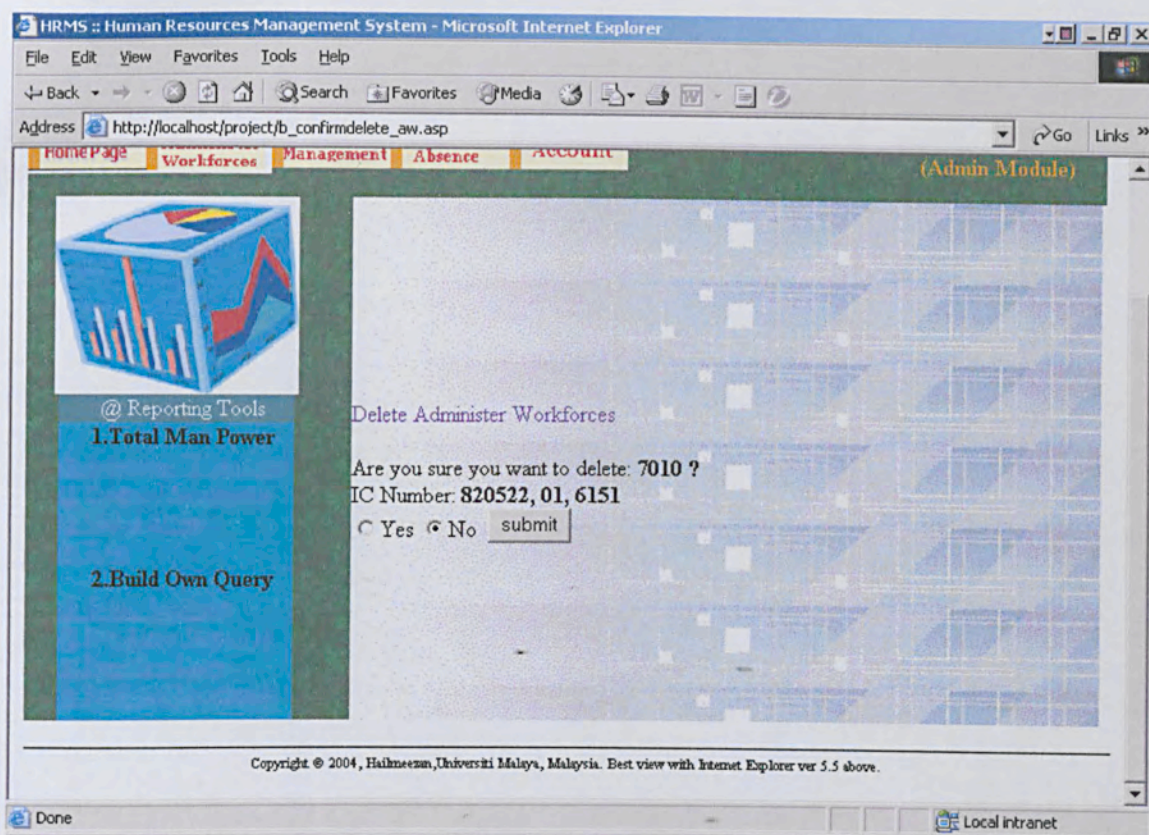 HRMS :: Human Resources Management System - Microsoft Internet Explorer
File Edit View Favorites Tools Help
Back Search Favorites Media
Address http://localhost/project/b_confirmdelete_aw.asp Go Links »
Home Page Workforces Management Absence Account
(Admin Module)
@ Reporting Tools
1.Total Man Power
2.Build Own Query
Delete Administer Workforces
Are you sure you want to delete: 7010 ?
IC Number: 820522, 01, 6151
Yes No submit
Copyright © 2004, Hailmeezan,Universiti Malaya, Malaysia. Best view with Internet Explorer ver 5.5 above.
Done Local intranet